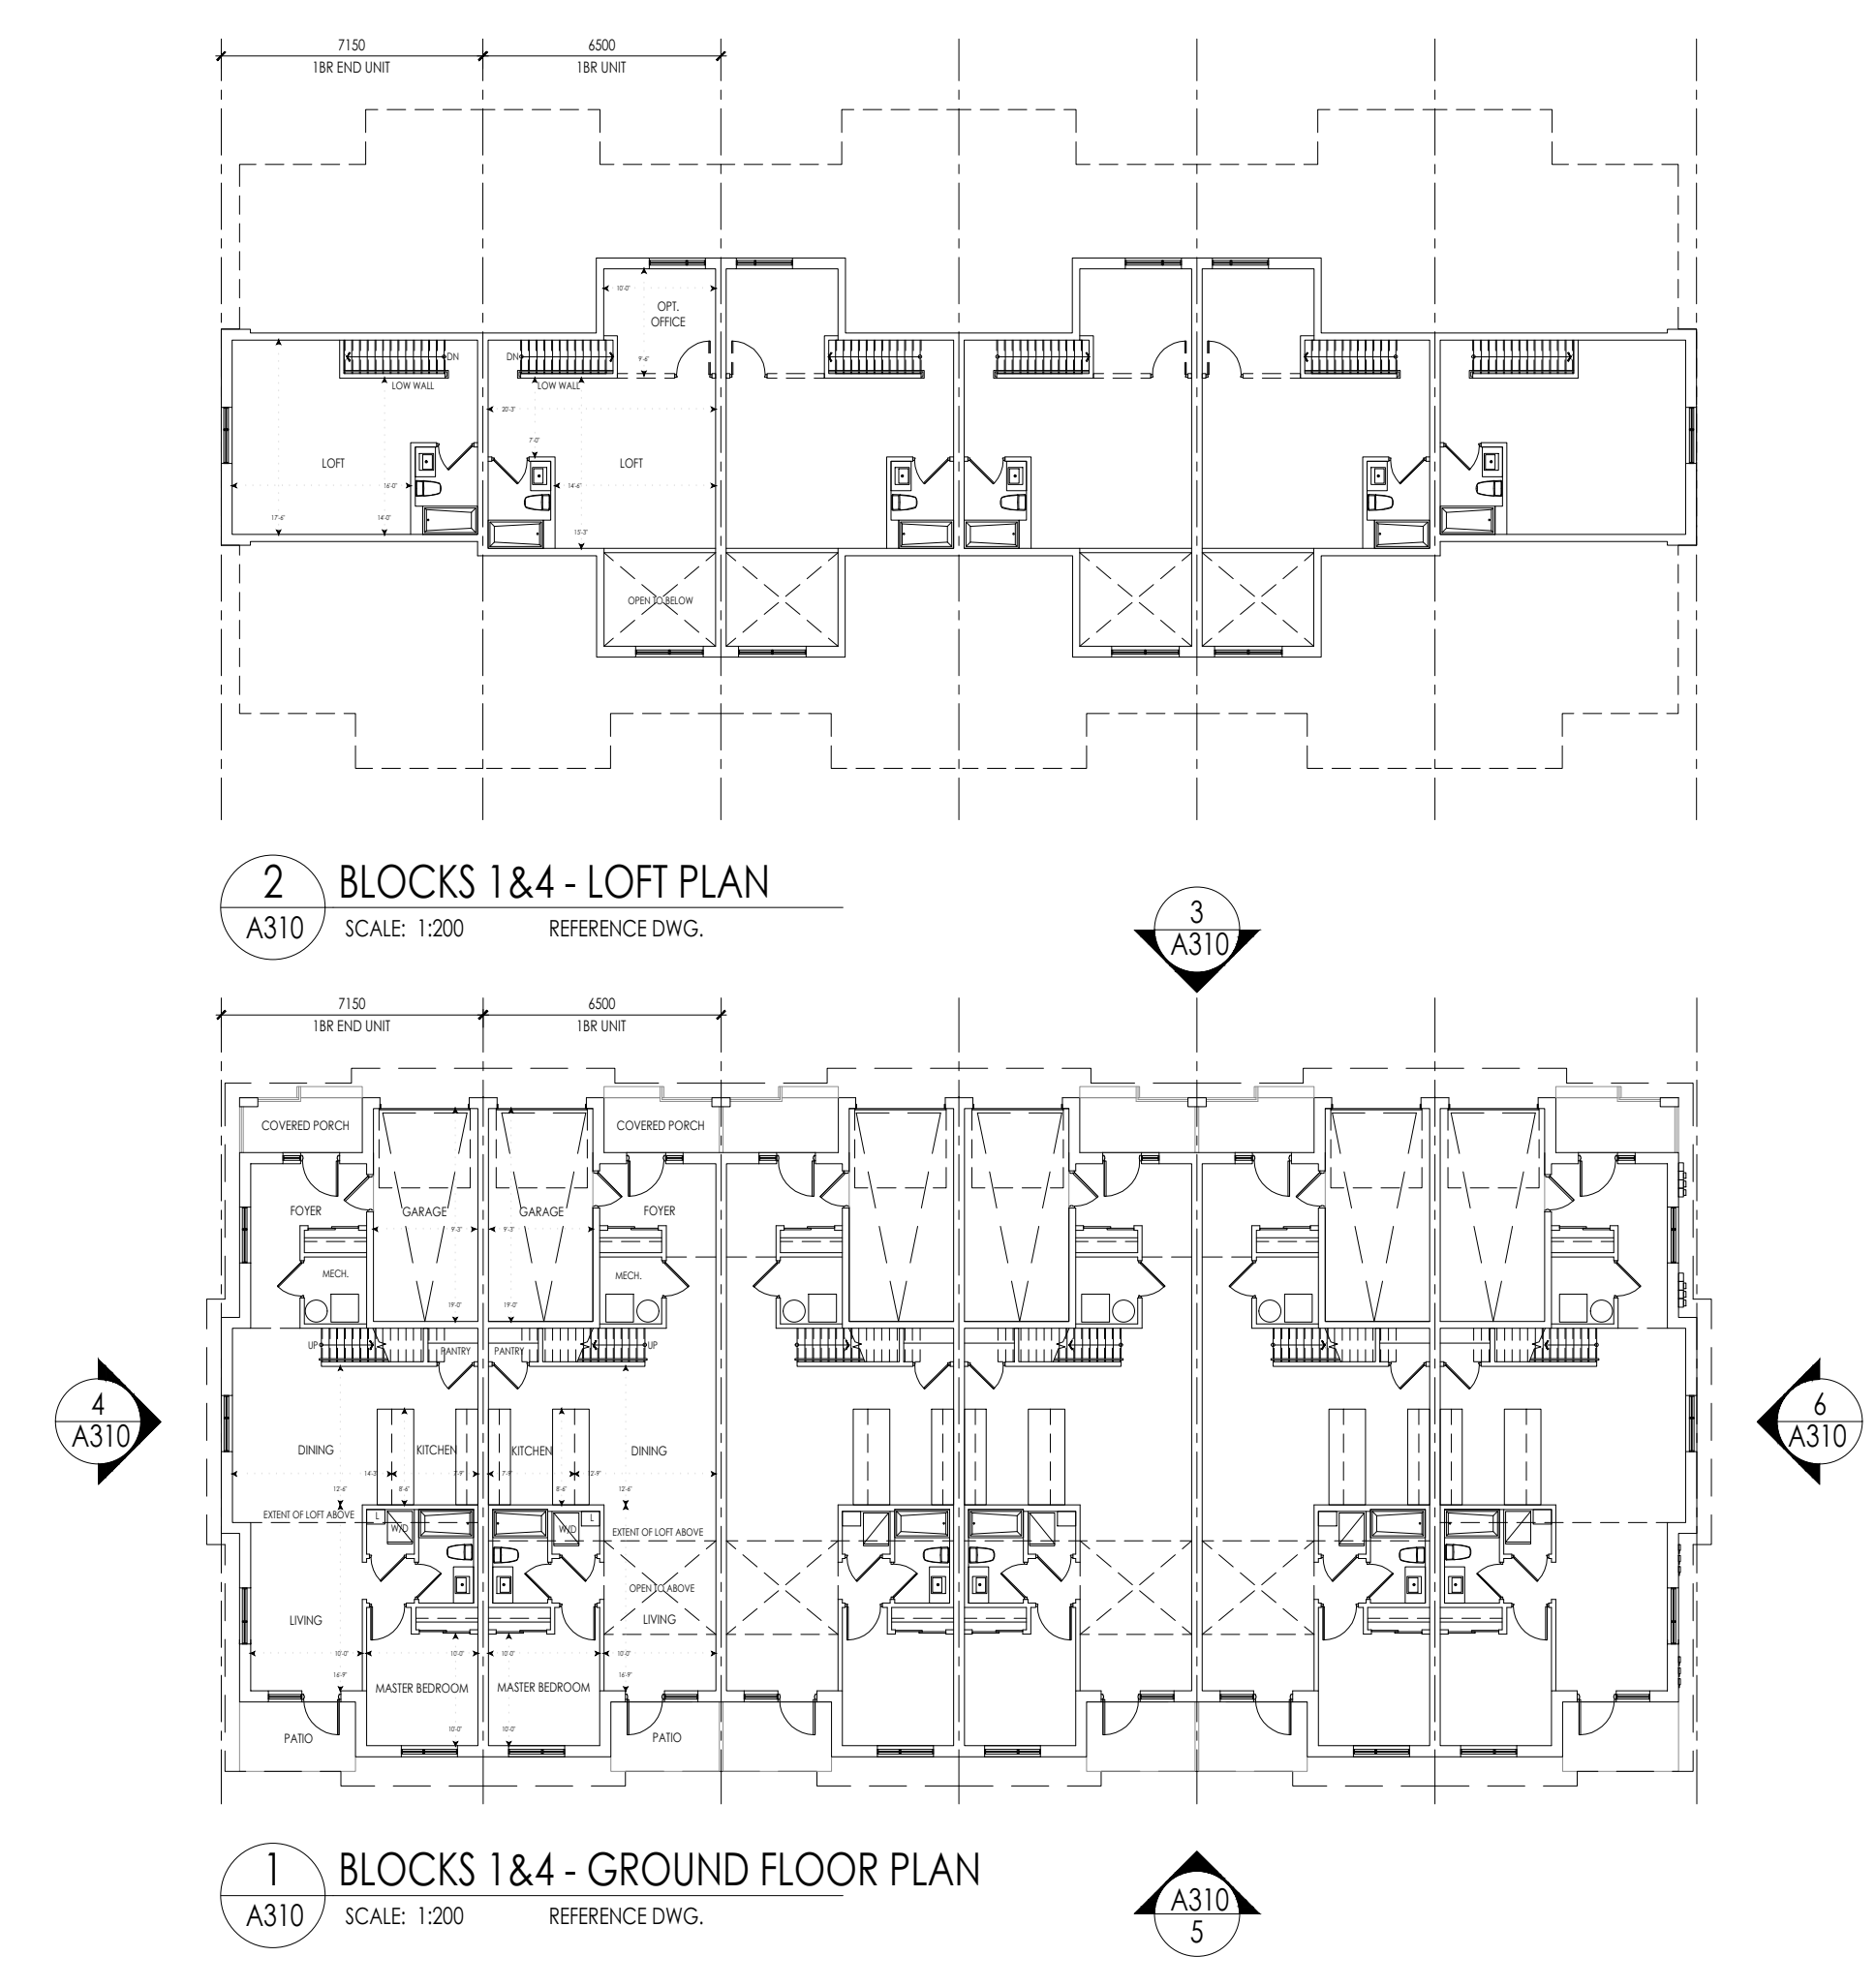 7150
6500
1BR END UNIT
1BR UNIT
10'-0"
OPT.
OFFICE
9'-6"
DN
DN
LOW WALL
LOW WALL
20'-3"
7'-0"
LOFT
LOFT
16'-0"
14'-6"
17'-6"
14'-0"
15'-3"
OPEN TO BELOW
2
A310
BLOCKS 1&4 - LOFT PLAN
SCALE: 1:200
REFERENCE DWG.
3
A310
7150
6500
1BR END UNIT
1BR UNIT
COVERED PORCH
COVERED PORCH
FOYER
GARAGE
GARAGE
FOYER
9'-3"
9'-3"
MECH.
MECH.
19'-0"
19'-0"
UP
PANTRY
PANTRY
UP
4
A310
6
A310
DINING
KITCHEN
KITCHEN
DINING
14'-3"
7'-9"
7'-9"
12'-6"
8'-6"
8'-6"
12'-6"
EXTENT OF LOFT ABOVE
L
W/D
W/D
L
EXTENT OF LOFT ABOVE
OPEN TO ABOVE
LIVING
LIVING
10'-0"
10'-0"
10'-0"
10'-0"
16'-9"
16'-9"
MASTER BEDROOM
MASTER BEDROOM
10'-0"
10'-0"
PATIO
PATIO
1
A310
BLOCKS 1&4 - GROUND FLOOR PLAN
SCALE: 1:200
REFERENCE DWG.
A310
5